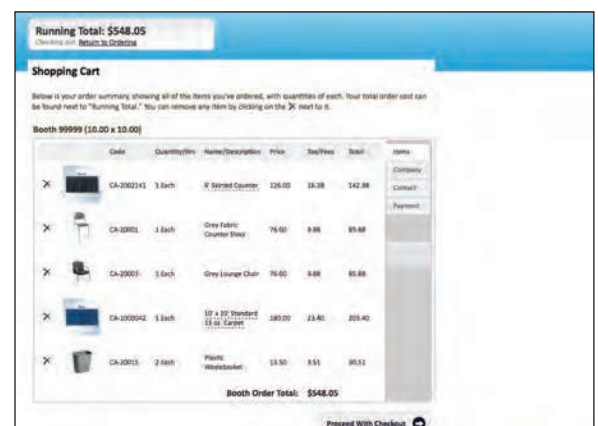 Running Total: $548.05
Checking out. Return to Ordering
Shopping Cart
Below is your order summary, showing all of the items you've ordered, with quantities of each. Your total order cost can
be found next to "Running Total." You can remove any item by clicking on the X next to it.
Booth 99999 (10.00 x 10.00)
Code Quantity/Hrs Name/Description Price Tax/Fees Total
Items
Company
Contact
Payment
CA-2002141 1 Each 6' Skirted Counter 126.00 16.38 142.38
CA-20001 1 Each Grey Fabric
Counter Stool 76.00 9.88 85.88
CA-20003 1 Each Grey Lounge Chair 76.00 9.88 85.88
CA-1000042 1 Each 10' x 10' Standard
13 oz. Carpet 180.00 23.40 203.40
CA-20015 2 Each Plastic
Wastebasket 13.50 3.51 30.51
Booth Order Total: $548.05
Proceed With Checkout